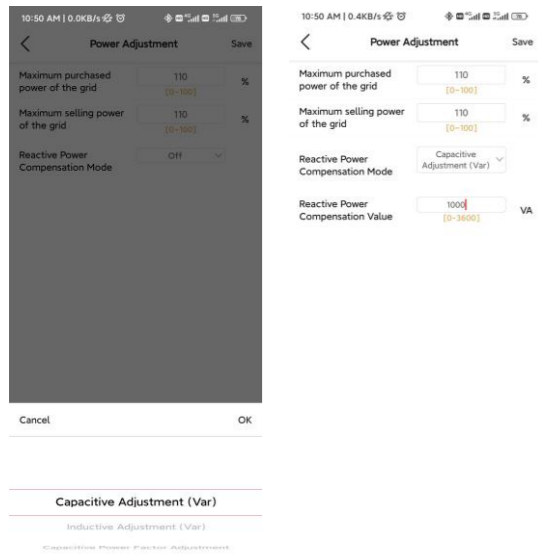 10:50 AM | 0.0KB/s
Power Adjustment
Save
Maximum purchased
power of the grid
110
%
[0~100]
Maximum selling power
of the grid
110
%
[0~100]
Reactive Power
Compensation Mode
Off
Cancel
OK
Capacitive Adjustment (Var)
Inductive Adjustment (Var)
Capacitive Power Factor Adjustment
10:50 AM | 0.4KB/s
Power Adjustment
Save
Maximum purchased
power of the grid
110
%
[0~100]
Maximum selling power
of the grid
110
%
[0~100]
Reactive Power
Compensation Mode
Capacitive
Adjustment (Var)
Reactive Power
Compensation Value
1000
VA
[0~3600]